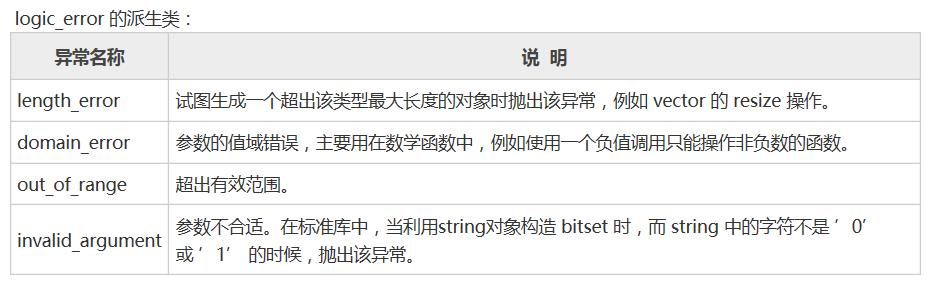 logic_error 的派生类：
异常名称 说 明
length_error 试图生成一个超出该类型最大长度的对象时抛出该异常，例如 vector 的 resize 操作。
domain_error 参数的值域错误，主要用在数学函数中，例如使用一个负值调用只能操作非负数的函数。
out_of_range 超出有效范围。
invalid_argument 参数不合适。在标准库中，当利用string对象构造 bitset 时，而 string 中的字符不是 ’0’
或 ’1’ 的时候，抛出该异常。